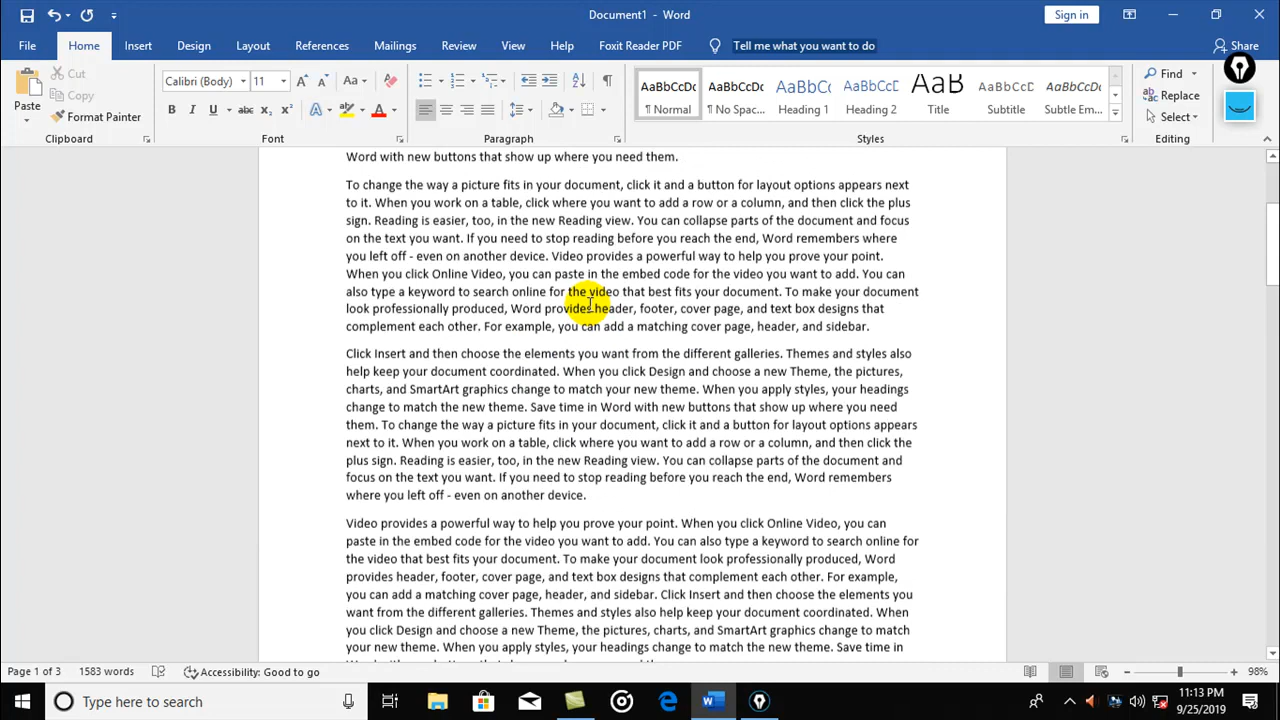 Document1 - Word
Sign in
File Home Insert Design Layout References Mailings Review View Help Foxit Reader PDF Tell me what you want to do Share
Paste
Cut
Copy
Format Painter
Calibri (Body) 11
AaBbCcDc AaBbCcDc AaBbC AaBbCcD AaB AaBbCcD AaBbCcDc
¶ Normal ¶ No Spac... Heading 1 Heading 2 Title Subtitle Subtle Em...
Find
Replace
Select
Clipboard Font Paragraph Styles Editing
Word with new buttons that show up where you need them.
To change the way a picture fits in your document, click it and a button for layout options appears next
to it. When you work on a table, click where you want to add a row or a column, and then click the plus
sign. Reading is easier, too, in the new Reading view. You can collapse parts of the document and focus
on the text you want. If you need to stop reading before you reach the end, Word remembers where
you left off - even on another device. Video provides a powerful way to help you prove your point.
When you click Online Video, you can paste in the embed code for the video you want to add. You can
also type a keyword to search online for the video that best fits your document. To make your document
look professionally produced, Word provides header, footer, cover page, and text box designs that
complement each other. For example, you can add a matching cover page, header, and sidebar.
Click Insert and then choose the elements you want from the different galleries. Themes and styles also
help keep your document coordinated. When you click Design and choose a new Theme, the pictures,
charts, and SmartArt graphics change to match your new theme. When you apply styles, your headings
change to match the new theme. Save time in Word with new buttons that show up where you need
them. To change the way a picture fits in your document, click it and a button for layout options appears
next to it. When you work on a table, click where you want to add a row or a column, and then click the
plus sign. Reading is easier, too, in the new Reading view. You can collapse parts of the document and
focus on the text you want. If you need to stop reading before you reach the end, Word remembers
where you left off - even on another device.
Video provides a powerful way to help you prove your point. When you click Online Video, you can
paste in the embed code for the video you want to add. You can also type a keyword to search online for
the video that best fits your document. To make your document look professionally produced, Word
provides header, footer, cover page, and text box designs that complement each other. For example,
you can add a matching cover page, header, and sidebar. Click Insert and then choose the elements you
want from the different galleries. Themes and styles also help keep your document coordinated. When
you click Design and choose a new Theme, the pictures, charts, and SmartArt graphics change to match
your new theme. When you apply styles, your headings change to match the new theme. Save time in
Page 1 of 3 1583 words Accessibility: Good to go 98%
Type here to search
11:13 PM
9/25/2019